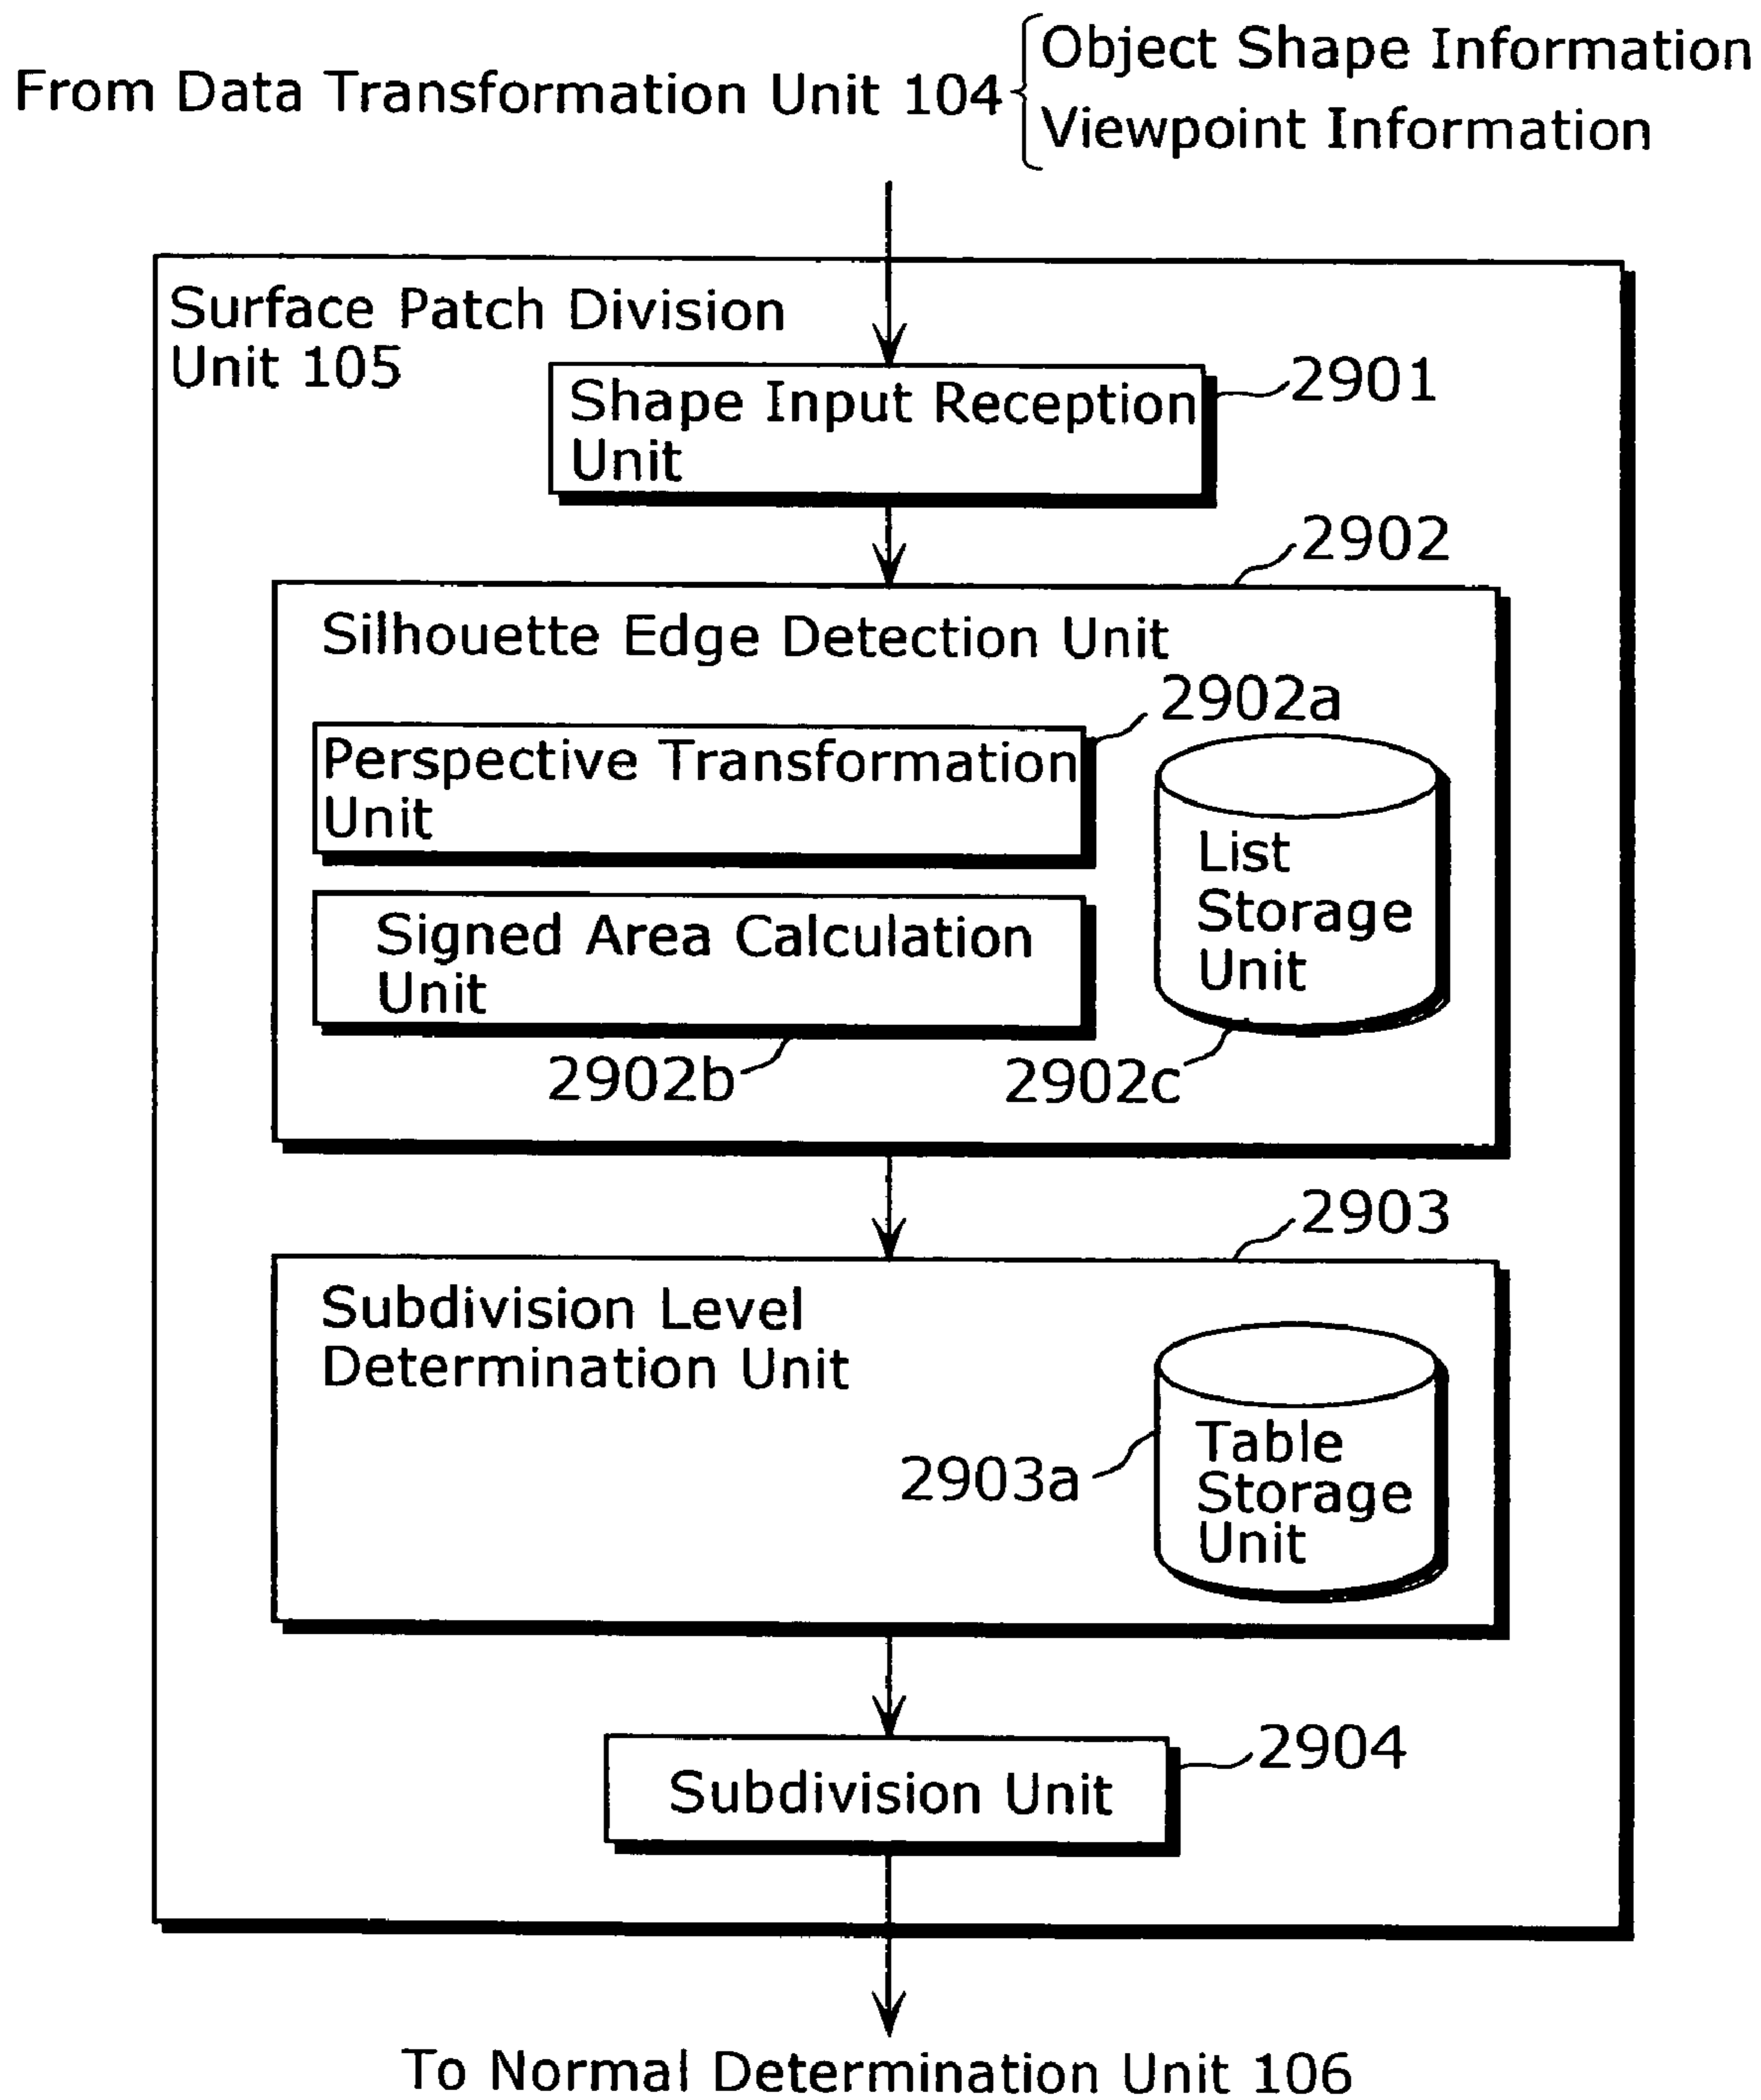 Object Shape Information
From Data Transformation Unit 104
Viewpoint Information
Surface Patch Division
Unit 105
2901
Shape Input Reception
Unit
2902
Silhouette Edge Detection Unit
2902a
Perspective Transformation
Unit
List
Storage
Unit
Signed Area Calculation
Unit
2902b
2902c
2903
Subdivision Level
Determination Unit
Table
Storage
Unit
2903a
2904
Subdivision Unit
To Normal Determination Unit 106